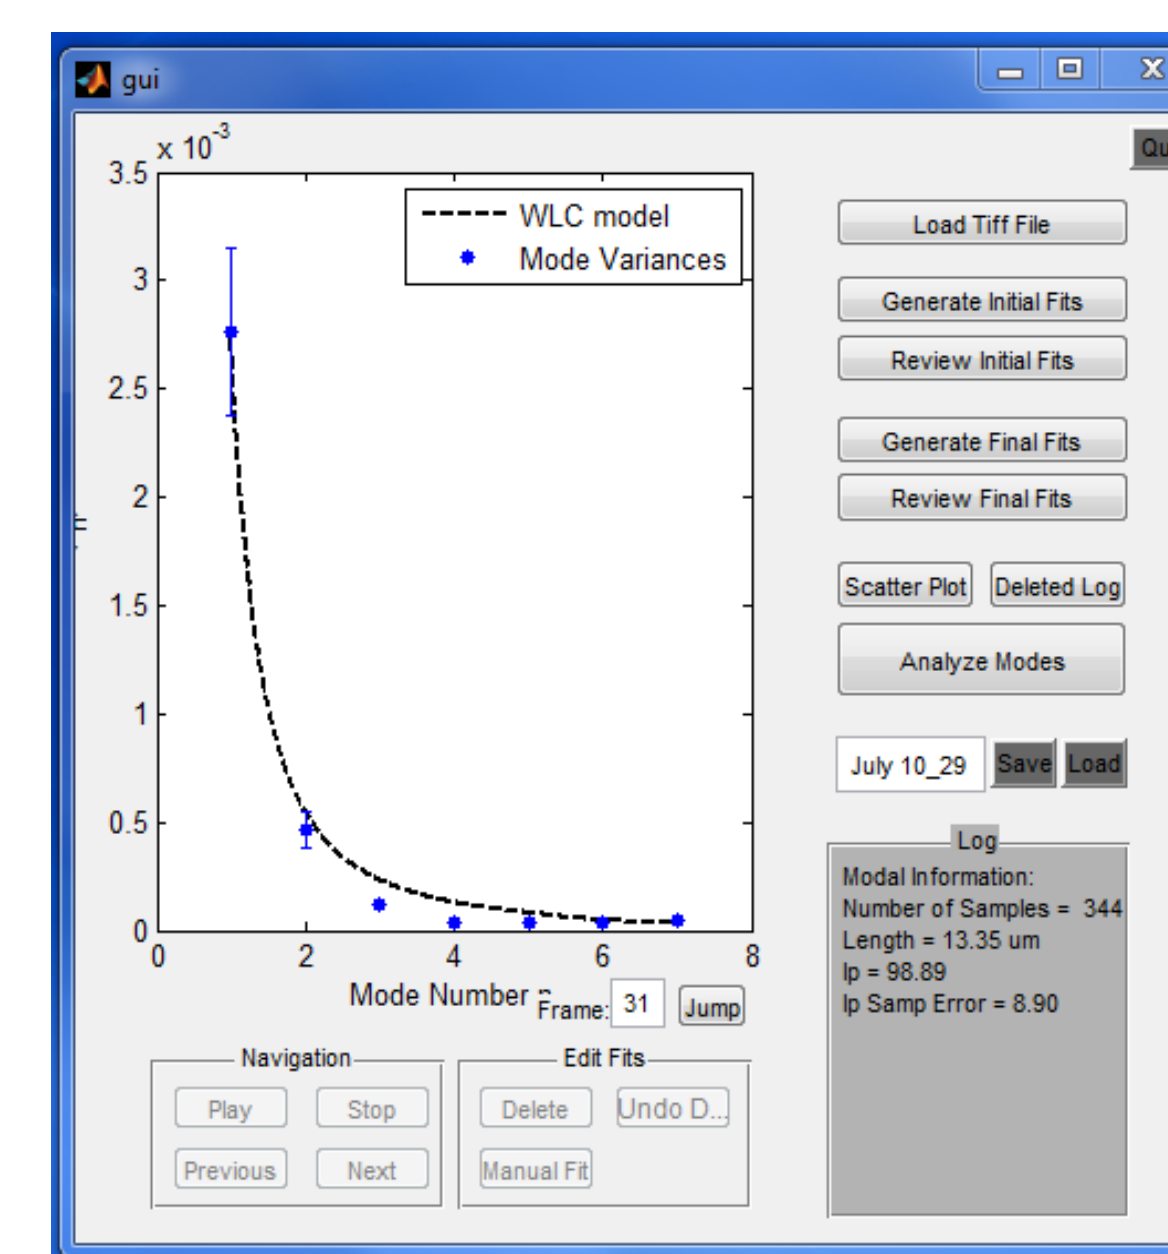 gui
x 10^-3
Qu
3.5
3
2.5
2
1.5
1
0.5
0
0 2 4 6 8
WLC model
Mode Variances
Mode Number
Frame: 31 Jump
Load Tiff File
Generate Initial Fits
Review Initial Fits
Generate Final Fits
Review Final Fits
Scatter Plot Deleted Log
Analyze Modes
July 10_29 Save Load
Log
Modal Information:
Number of Samples = 344
Length = 13.35 um
lp = 98.89
lp Samp Error = 8.90
Navigation
Play Stop
Previous Next
Edit Fits
Delete Undo D...
Manual Fit